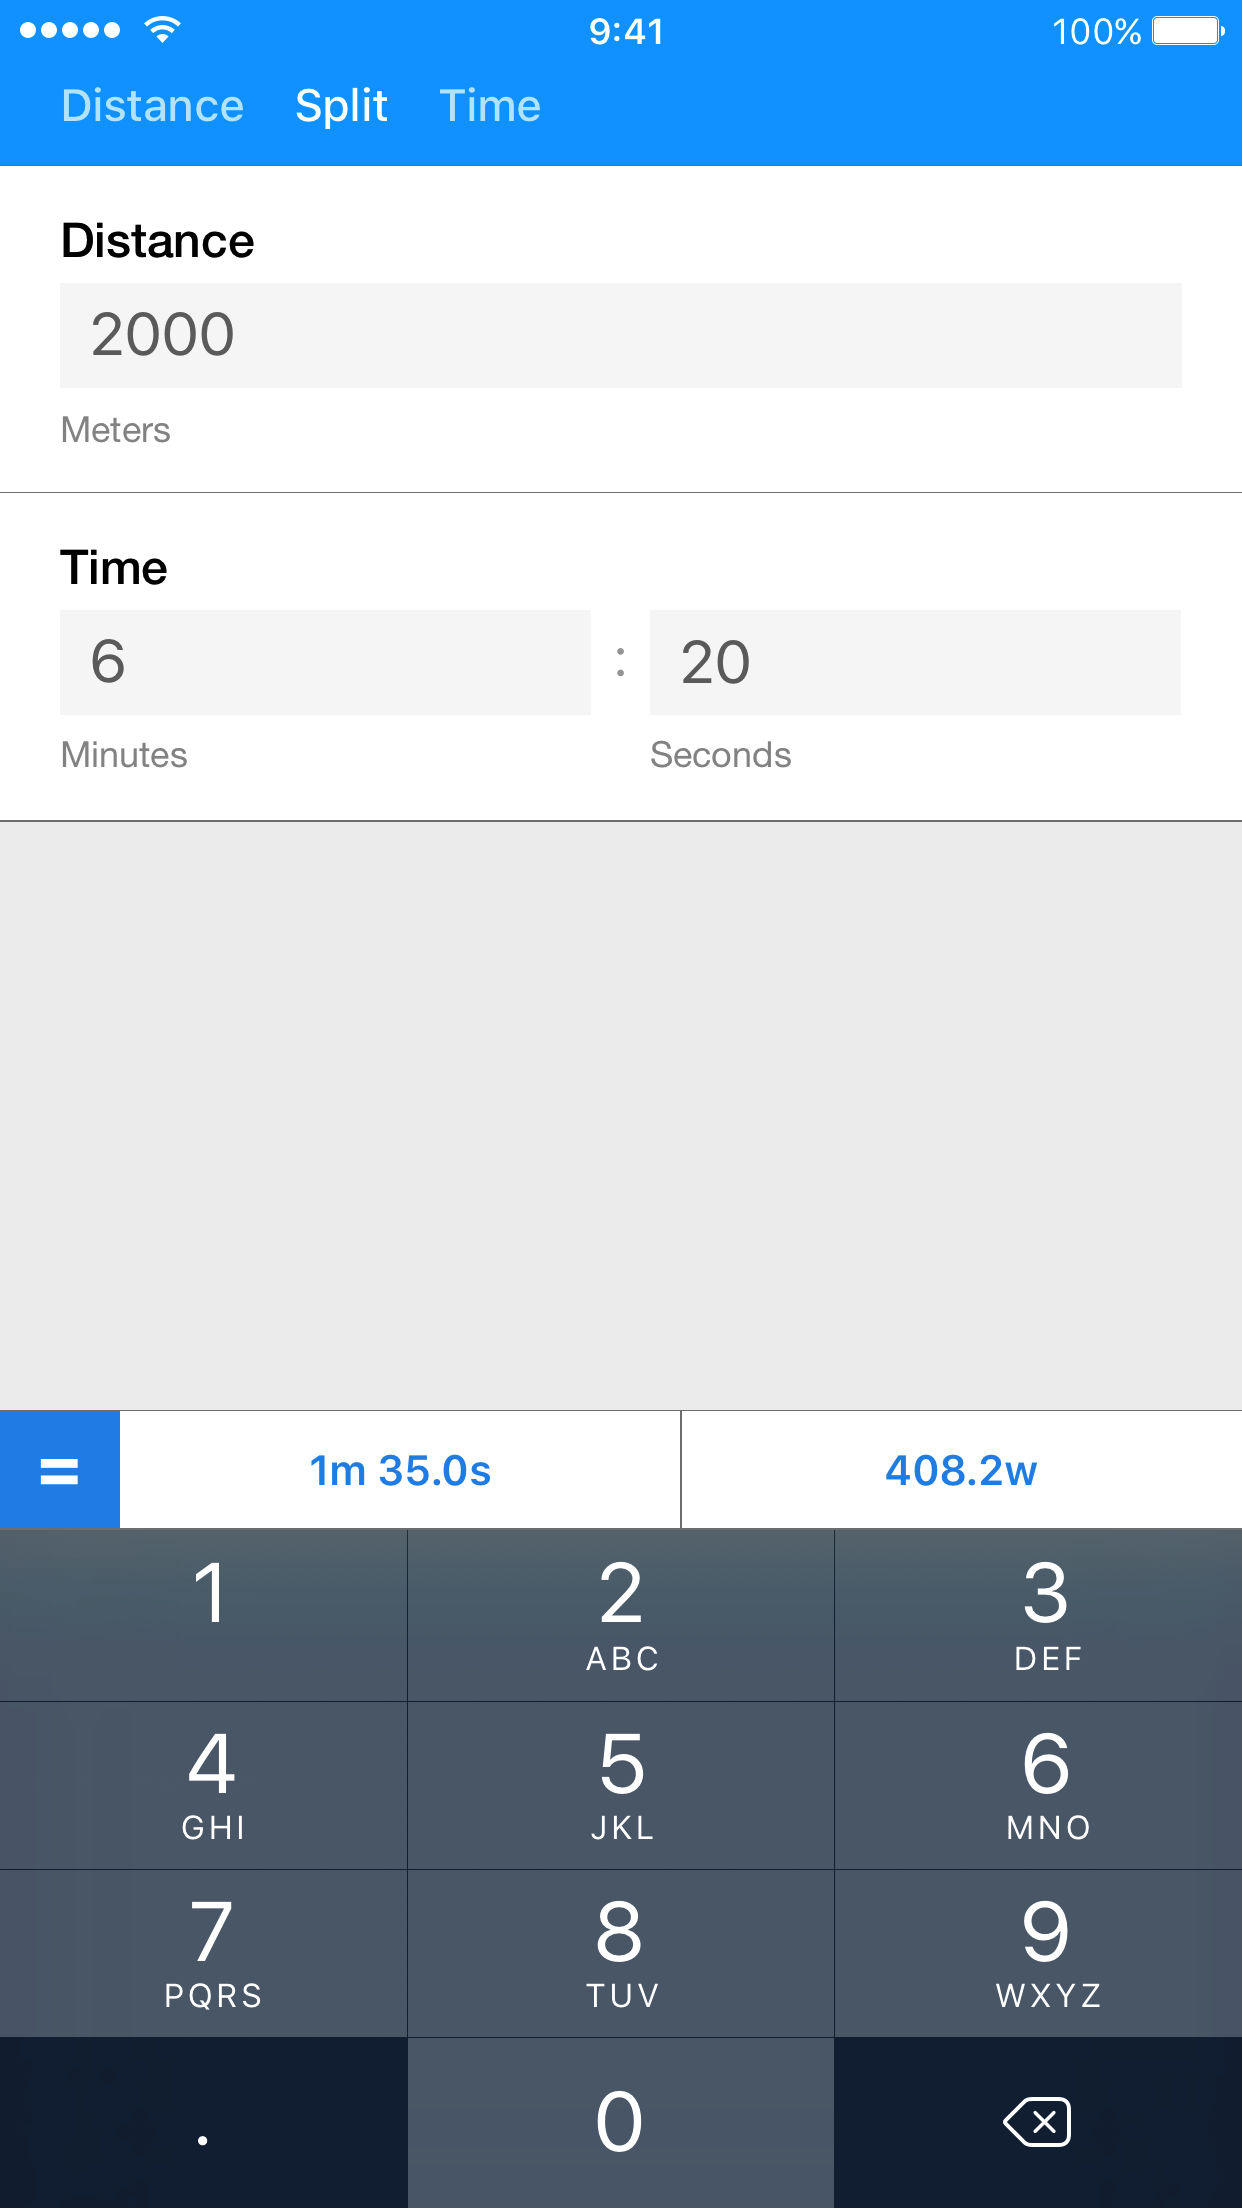 9:41 100%
Distance Split Time
Distance
2000
Meters
Time
6 : 20
Minutes Seconds
= 1m 35.0s 408.2w
1 2 3
ABC DEF
4 5 6
GHI JKL MNO
7 8 9
PQRS TUV WXYZ
. 0